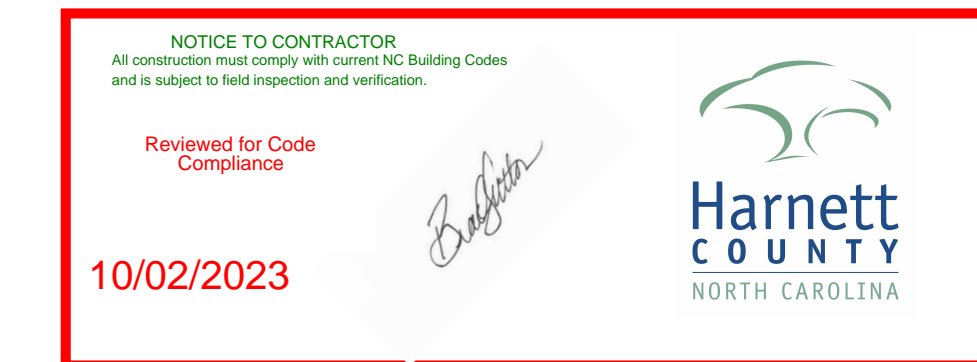 NOTICE TO CONTRACTOR
All construction must comply with current NC Building Codes
and is subject to field inspection and verification.
Reviewed for Code
Compliance
10/02/2023
Harnett
COUNTY
NORTH CAROLINA